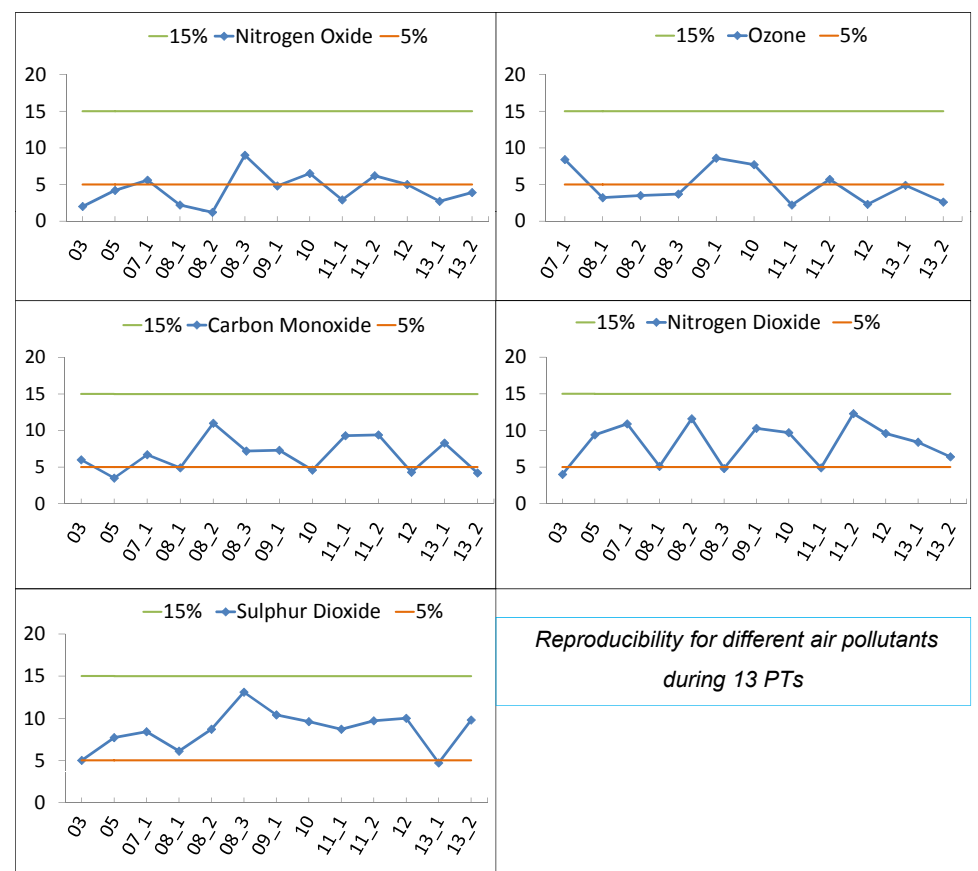 15% Nitrogen Oxide 5%
20
15
10
5
0
03 05 07_1 08_1 08_2 08_3 09_1 10 11_1 11_2 12 13_1 13_2
15% Ozone 5%
20
15
10
5
0
07_1 08_1 08_2 08_3 09_1 10 11_1 11_2 12 13_1 13_2
15% Carbon Monoxide 5%
20
15
10
5
0
03 05 07_1 08_1 08_2 08_3 09_1 10 11_1 11_2 12 13_1 13_2
15% Nitrogen Dioxide 5%
20
15
10
5
0
03 05 07_1 08_1 08_2 08_3 09_1 10 11_1 11_2 12 13_1 13_2
15% Sulphur Dioxide 5%
20
15
10
5
0
03 05 07_1 08_1 08_2 08_3 09_1 10 11_1 11_2 12 13_1 13_2
Reproducibility for different air pollutants
during 13 PTs